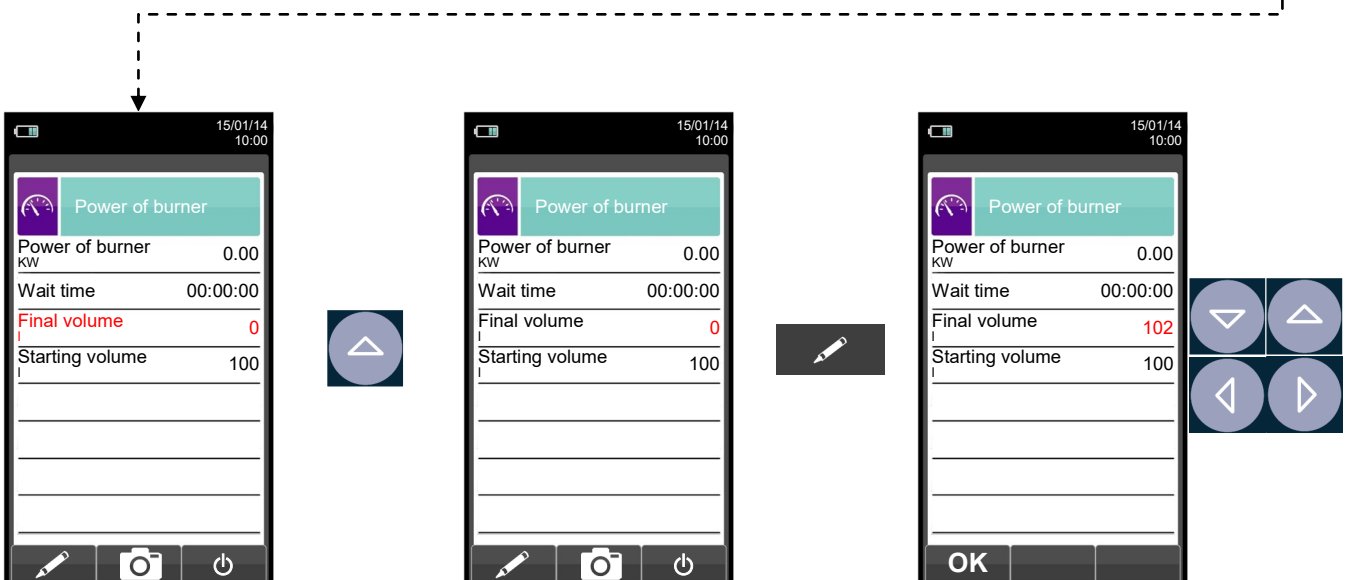 15/01/14
10:00
Power of burner
Power of burner 0.00
KW
Wait time 00:00:00
Final volume 0
l
Starting volume 100
l
15/01/14
10:00
Power of burner
Power of burner 0.00
KW
Wait time 00:00:00
Final volume 0
l
Starting volume 100
l
15/01/14
10:00
Power of burner
Power of burner 0.00
KW
Wait time 00:00:00
Final volume 102
l
Starting volume 100
l
OK